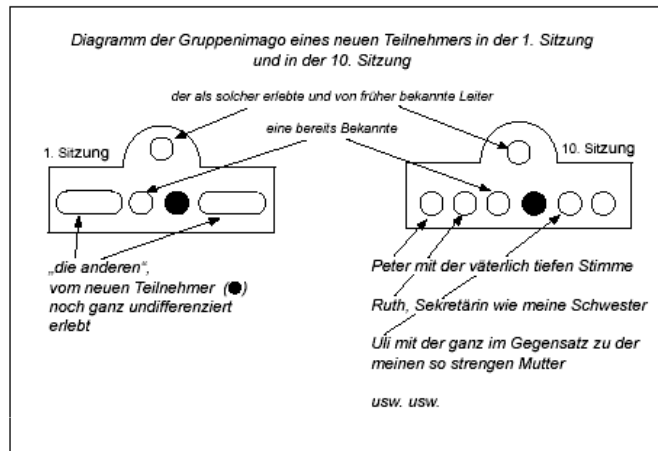 Diagramm der Gruppenimago eines neuen Teilnehmers in der 1. Sitzung
und in der 10. Sitzung
der als solcher erlebte und von früher bekannte Leiter
eine bereits Bekannte
1. Sitzung
10. Sitzung
„die anderen“,
vom neuen Teilnehmer (●)
noch ganz undifferenziert
erlebt
Peter mit der väterlich tiefen Stimme
Ruth, Sekretärin wie meine Schwester
Uli mit der ganz im Gegensatz zu der
meinen so strengen Mutter
usw. usw.